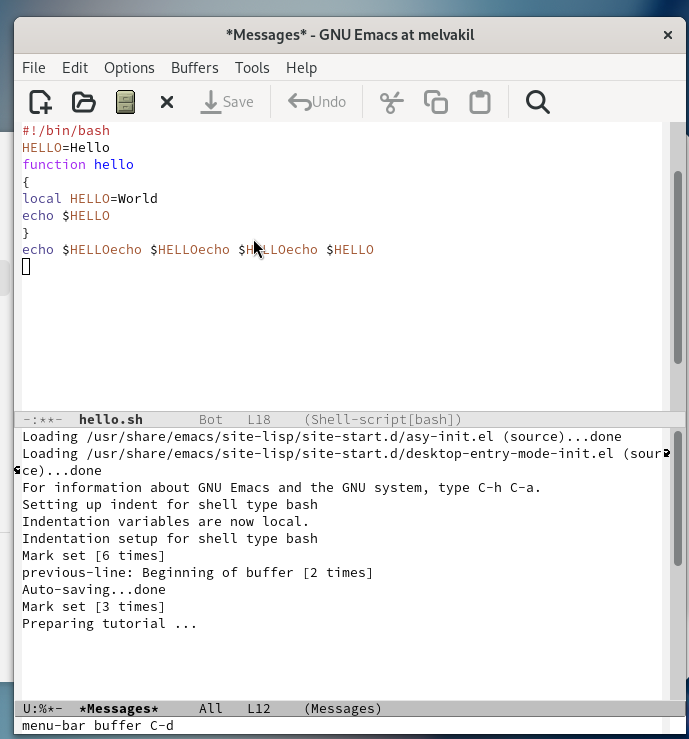 *Messages* - GNU Emacs at melvakil
File Edit Options Buffers Tools Help
Save Undo
#!/bin/bash
HELLO=Hello
function hello
{
local HELLO=World
echo $HELLO
}
echo $HELLOecho $HELLOecho $HELLOecho $HELLO
-:**- hello.sh Bot L18 (Shell-script[bash])
Loading /usr/share/emacs/site-lisp/site-start.d/asy-init.el (source)...done
Loading /usr/share/emacs/site-lisp/site-start.d/desktop-entry-mode-init.el (sour
ce)...done
For information about GNU Emacs and the GNU system, type C-h C-a.
Setting up indent for shell type bash
Indentation variables are now local.
Indentation setup for shell type bash
Mark set [6 times]
previous-line: Beginning of buffer [2 times]
Auto-saving...done
Mark set [3 times]
Preparing tutorial ...
U:%*- *Messages* All L12 (Messages)
menu-bar buffer C-d